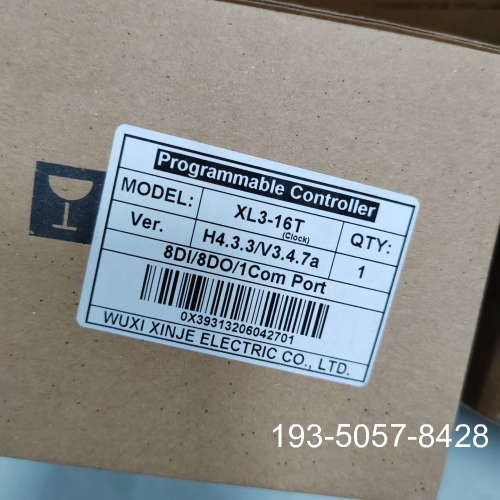 Programmable Controller
MODEL: XL3-16T (Clock) QTY:
Ver. H4.3.3/V3.4.7a 1
8DI/8DO/1Com Port
0X39313206042701
WUXI XINJE ELECTRIC CO., LTD.
193-5057-8428